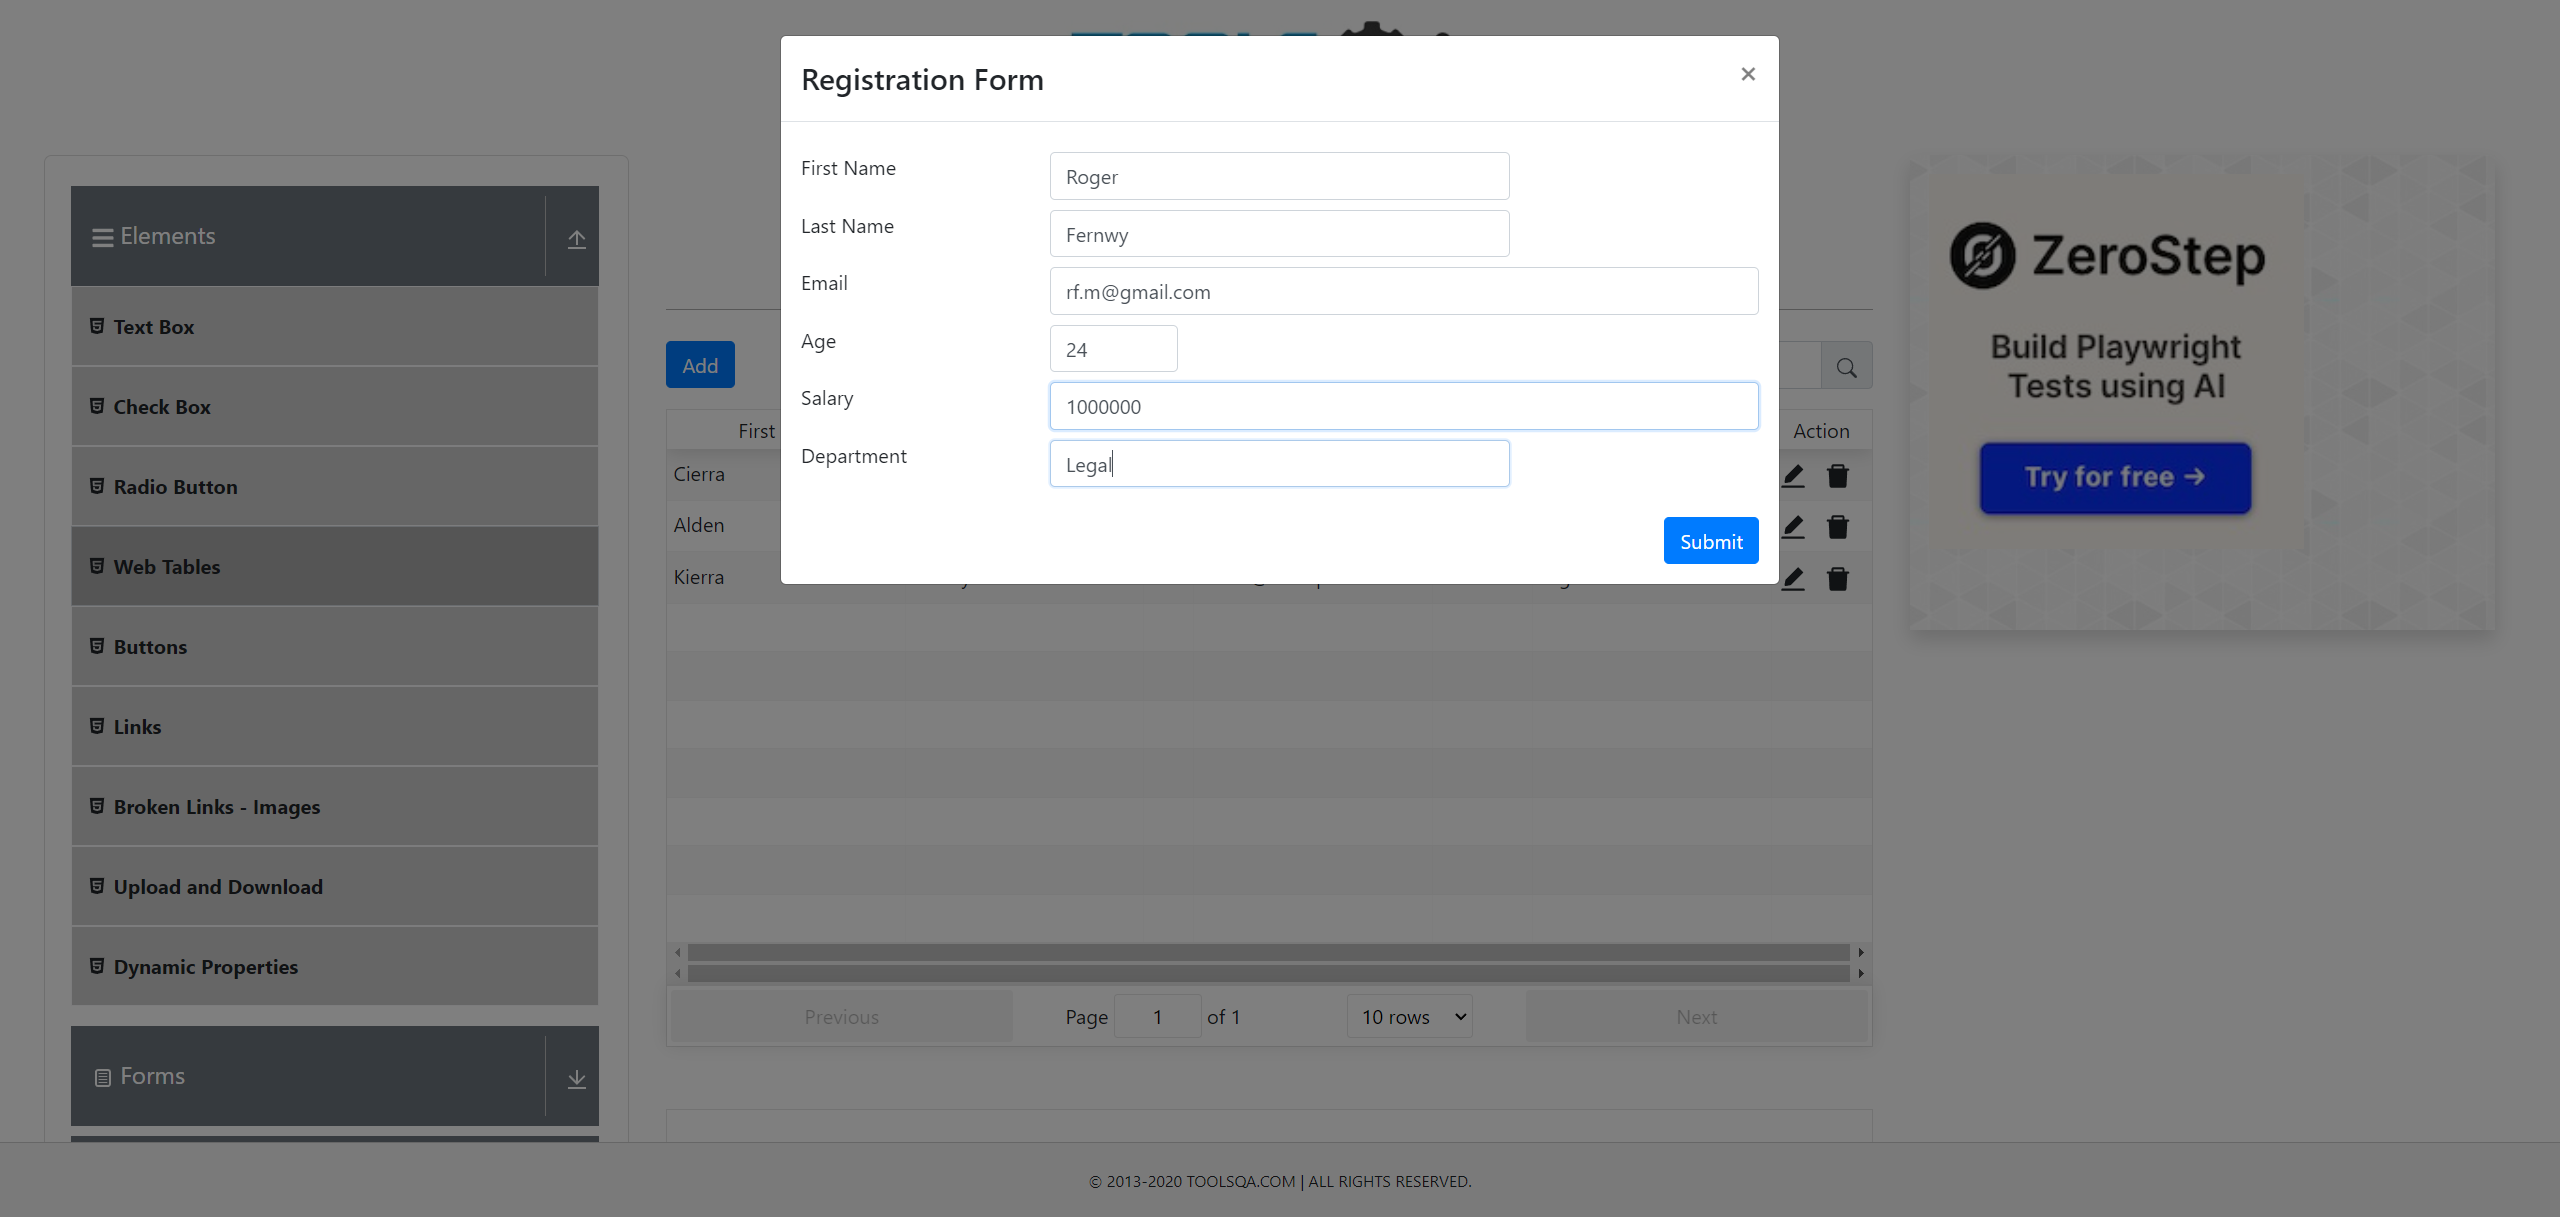 Registration Form
×
First Name
Roger
Last Name
Fernwy
Email
rf.m@gmail.com
Age
24
Salary
1000000
Department
Legal
Submit
Elements
Text Box
Check Box
Radio Button
Web Tables
Buttons
Links
Broken Links - Images
Upload and Download
Dynamic Properties
Forms
Add
First
Action
Cierra
Alden
Kierra
Previous
Page 1 of 1
10 rows
Next
ZeroStep
Build Playwright
Tests using AI
Try for free →
© 2013-2020 TOOLSQA.COM | ALL RIGHTS RESERVED.